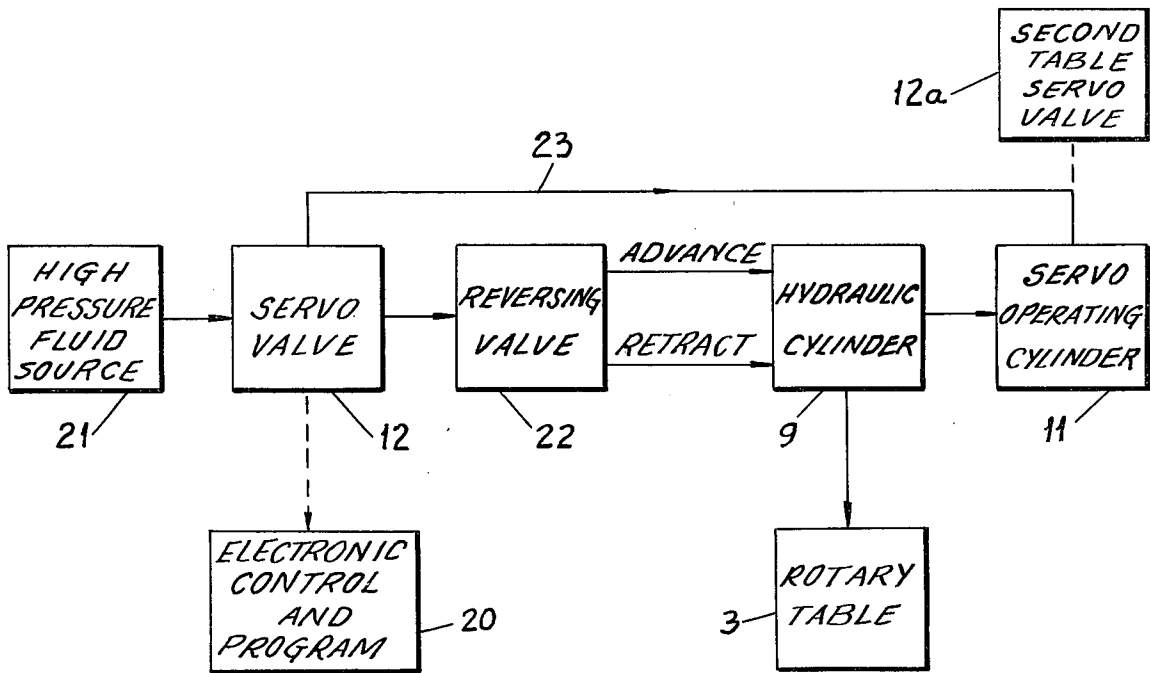 SECOND
TABLE
SERVO
VALVE
12a
23
HIGH
PRESSURE
FLUID
SOURCE
21
SERVO
VALVE
12
REVERSING
VALVE
22
ADVANCE
RETRACT
HYDRAULIC
CYLINDER
9
SERVO
OPERATING
CYLINDER
11
ELECTRONIC
CONTROL
AND
PROGRAM
20
ROTARY
TABLE
3